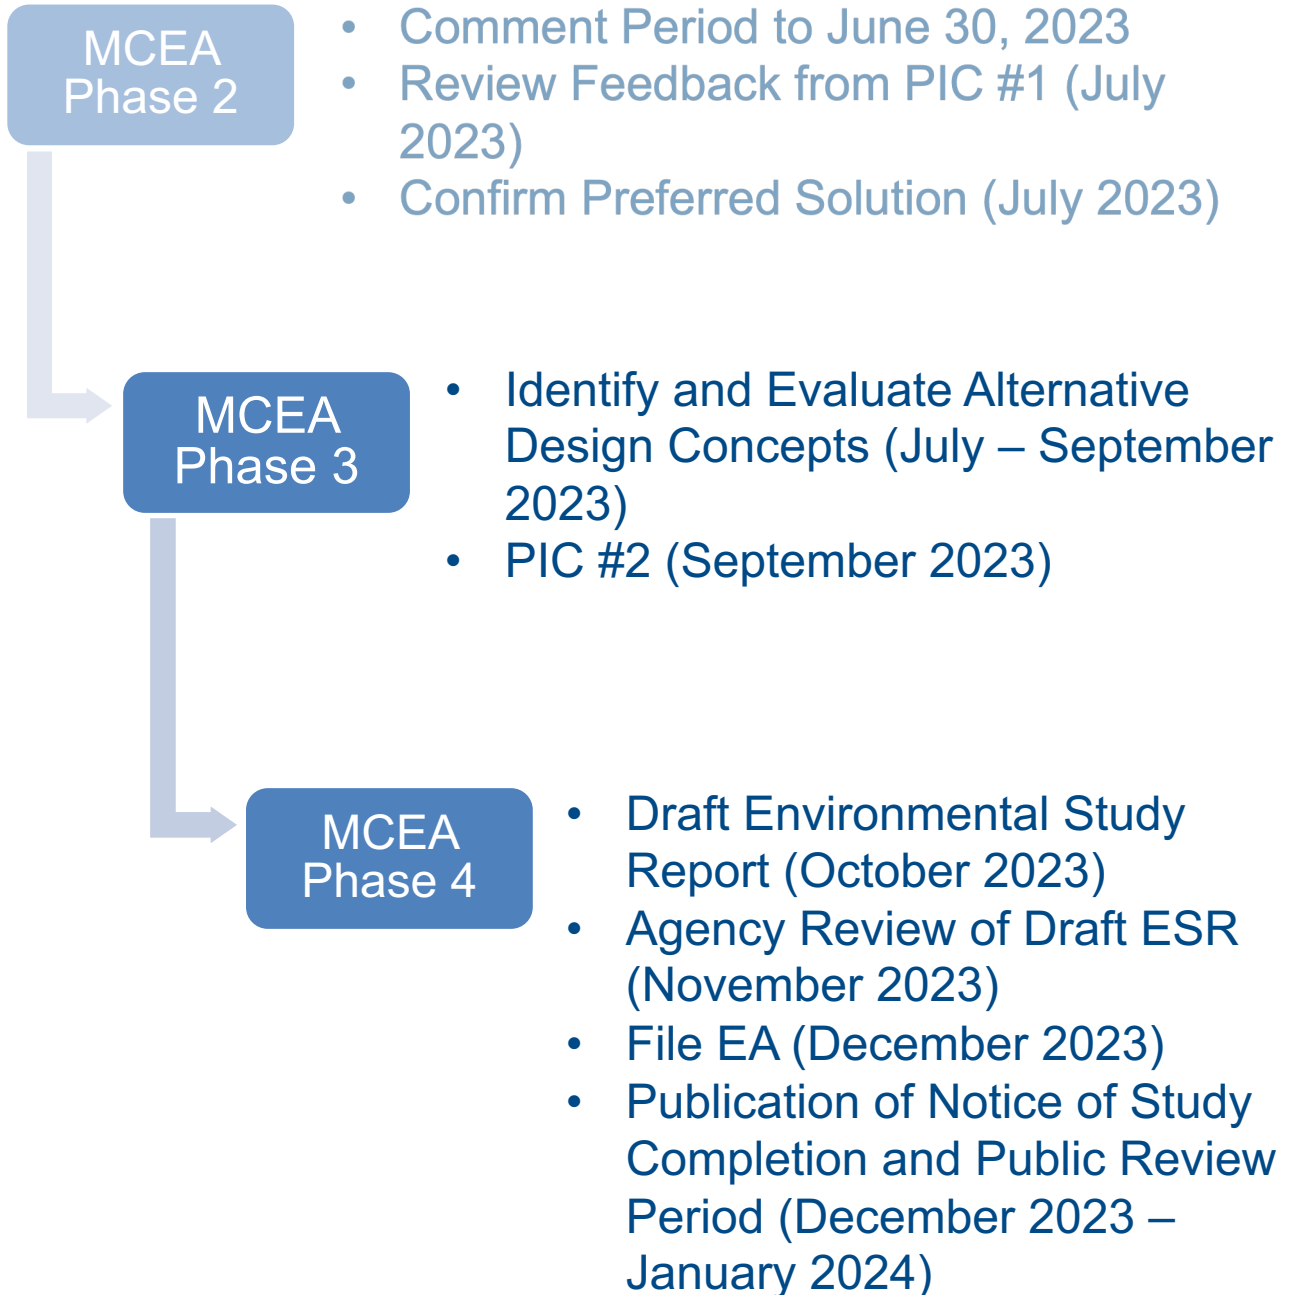 MCEA
Phase 2
• Comment Period to June 30, 2023
• Review Feedback from PIC #1 (July
2023)
• Confirm Preferred Solution (July 2023)
MCEA
Phase 3
• Identify and Evaluate Alternative
Design Concepts (July – September
2023)
• PIC #2 (September 2023)
MCEA
Phase 4
• Draft Environmental Study
Report (October 2023)
• Agency Review of Draft ESR
(November 2023)
• File EA (December 2023)
• Publication of Notice of Study
Completion and Public Review
Period (December 2023 –
January 2024)